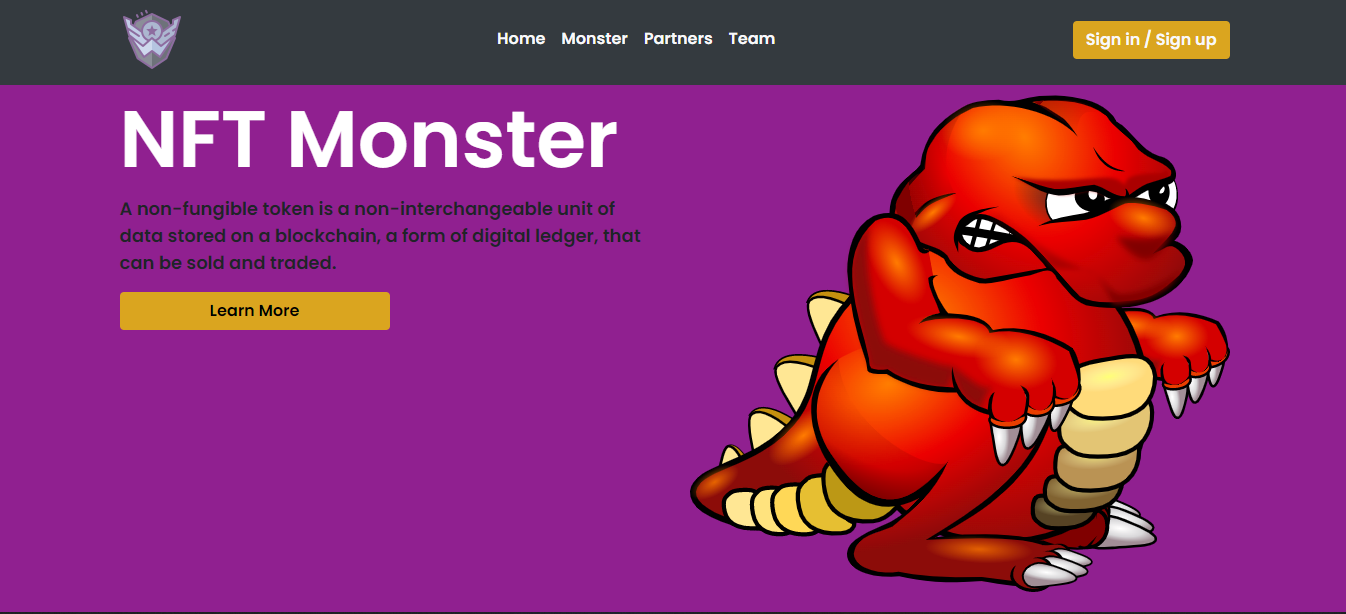 Home Monster Partners Team
Sign in / Sign up
NFT Monster
A non-fungible token is a non-interchangeable unit of
data stored on a blockchain, a form of digital ledger, that
can be sold and traded.
Learn More